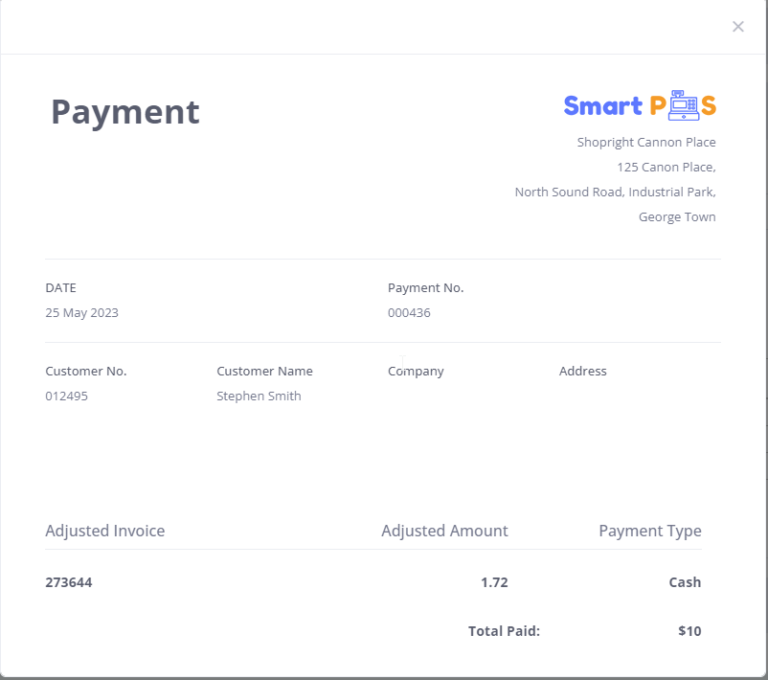 Payment
Smart POS
Shopright Cannon Place
125 Canon Place,
North Sound Road, Industrial Park,
George Town
DATE Payment No.
25 May 2023 000436
Customer No. Customer Name Company Address
012495 Stephen Smith
Adjusted Invoice Adjusted Amount Payment Type
273644 1.72 Cash
Total Paid: $10